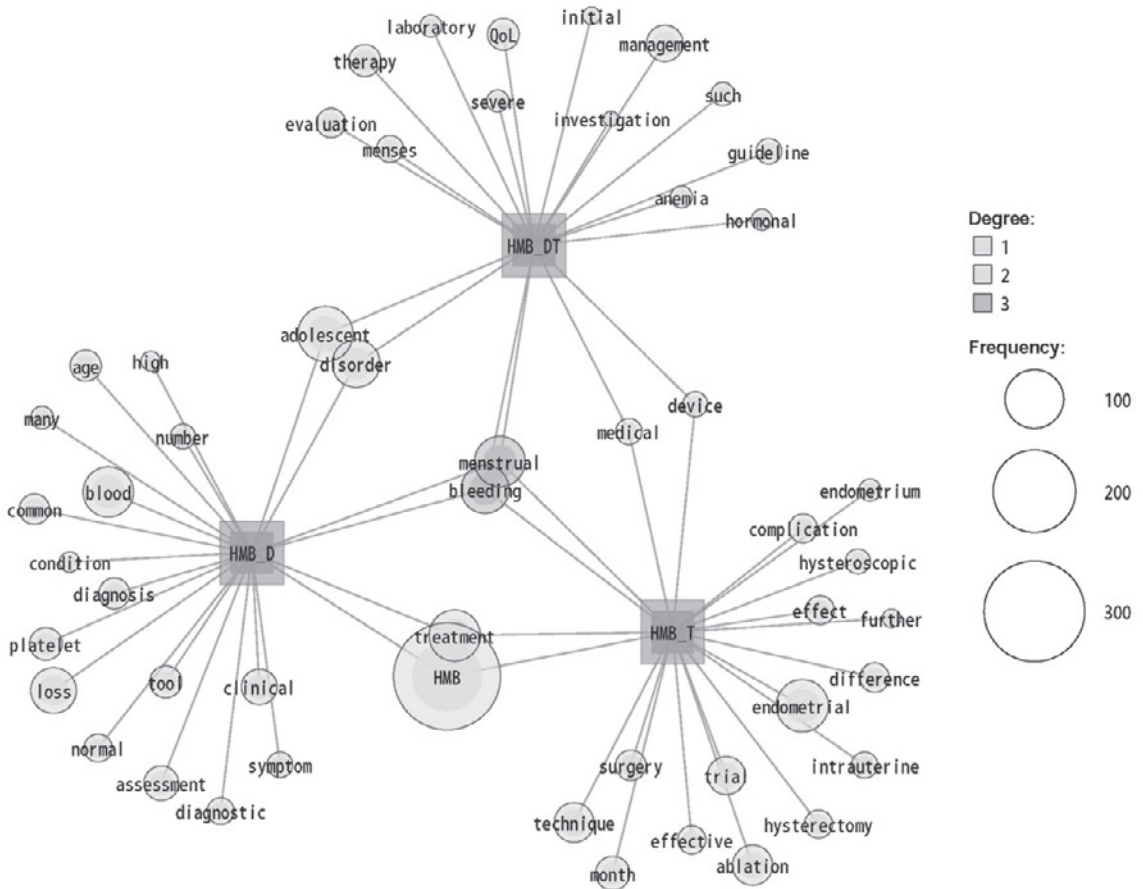 initial
laboratory
QoL
management
therapy
such
severe
investigation
evaluation
menses
guideline
anemia
hormonal
HMB_DT
Degree:
1
2
3
adolescent
disorder
Frequency:
high
age
100
device
many
number
medical
menstrual
bleeding
blood
endometrium
200
common
complication
HMB_D
condition
hysteroscopic
diagnosis
effect
further
300
treatment
HMB_T
platelet
HMB
difference
loss
tool
clinical
endometrial
normal
symptom
surgery
trial
intrauterine
assessment
diagnostic
technique
hysterectomy
effective
month
ablation